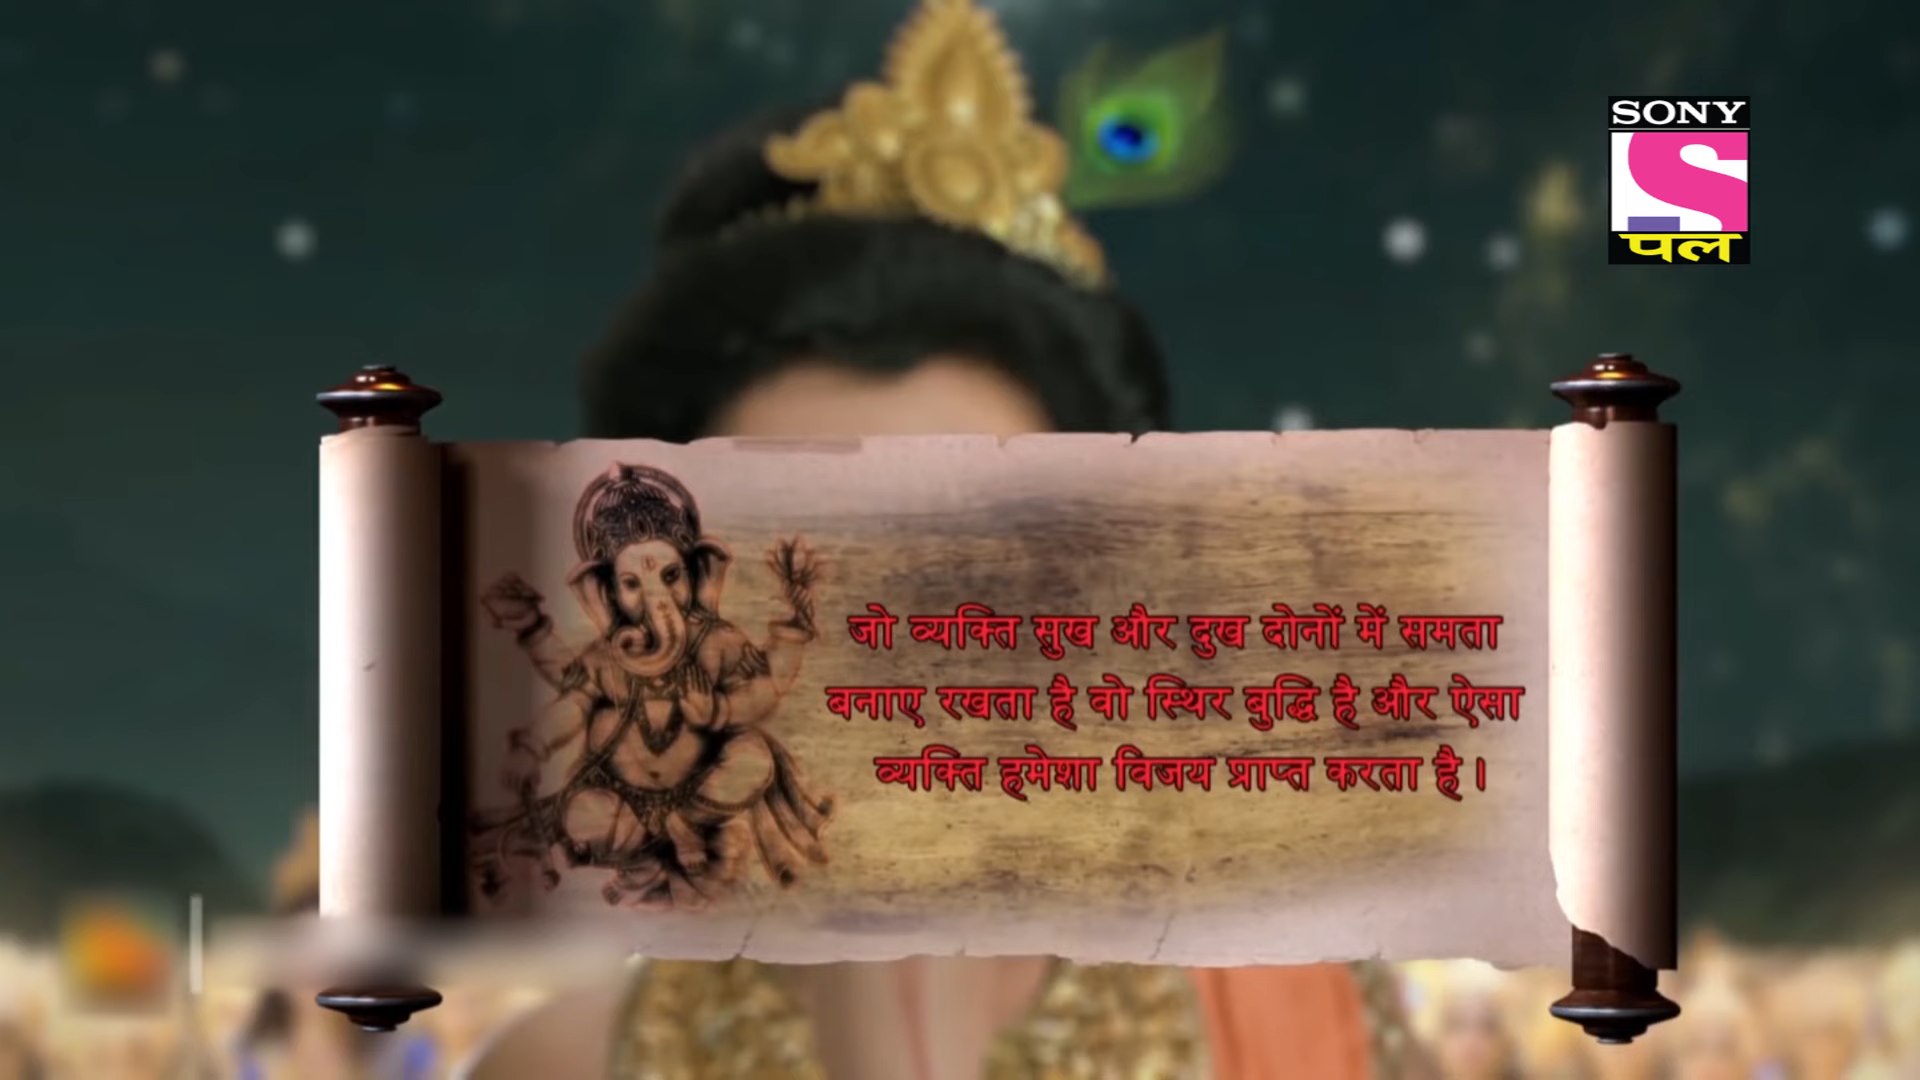 SONY
S
पल
जो व्यक्ति सुख और दुख दोनों में समता
बनाए रखता है वो स्थिर बुद्धि है और ऐसा
व्यक्ति हमेशा विजय प्राप्त करता है।